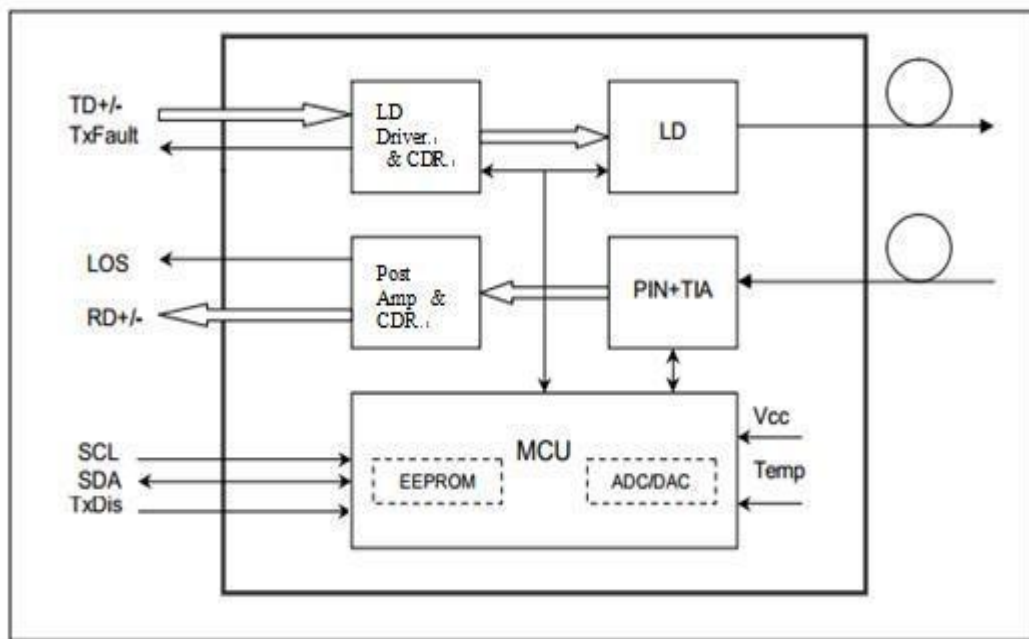 TD+/-
TxFault
LD
Driver.
& CDR.
LD
LOS
RD+/-
Post
Amp &
CDR.
PIN+TIA
SCL
SDA
TxDis
MCU
EEPROM
ADC/DAC
Vcc
Temp